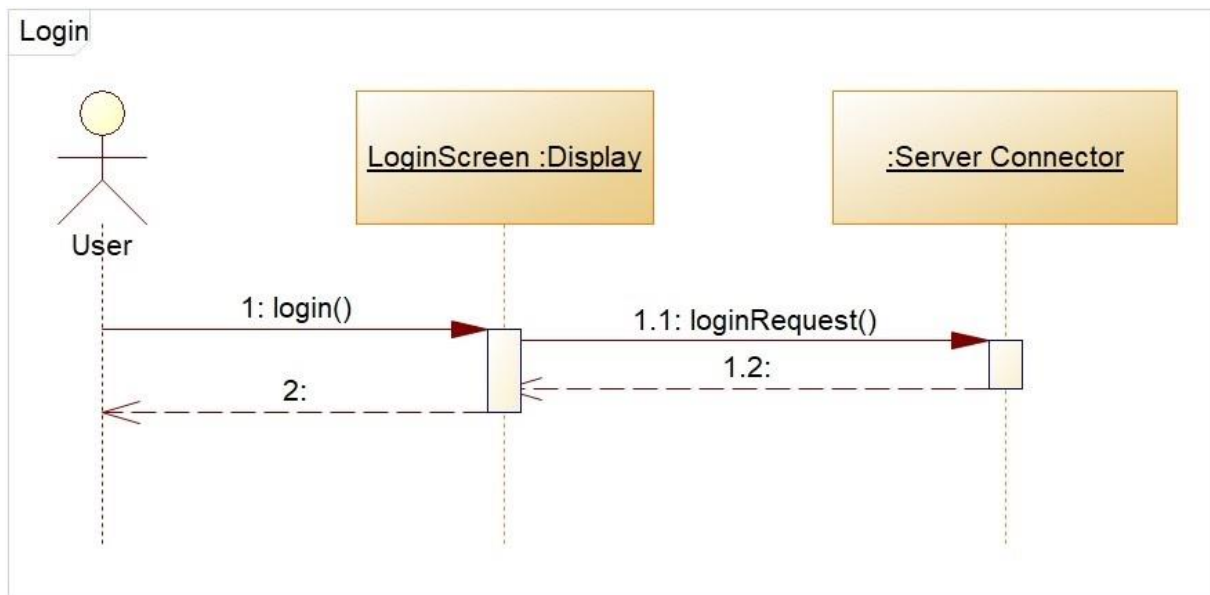 Login
LoginScreen :Display
:Server Connector
User
1: login()
1.1: loginRequest()
1.2:
2: